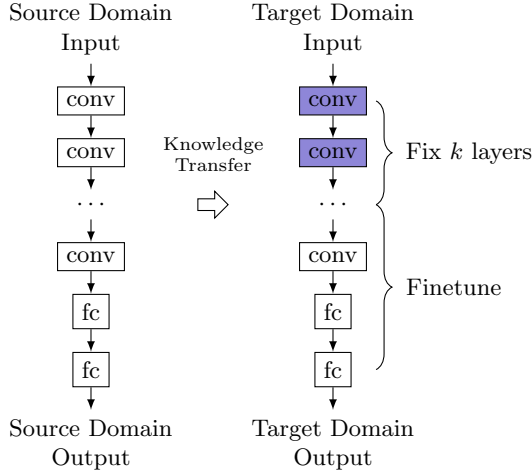 Source Domain
Input
conv
conv
...
conv
fc
fc
Source Domain
Output
Knowledge
Transfer
Target Domain
Input
conv
conv
...
conv
fc
fc
Target Domain
Output
Fix k layers
Finetune